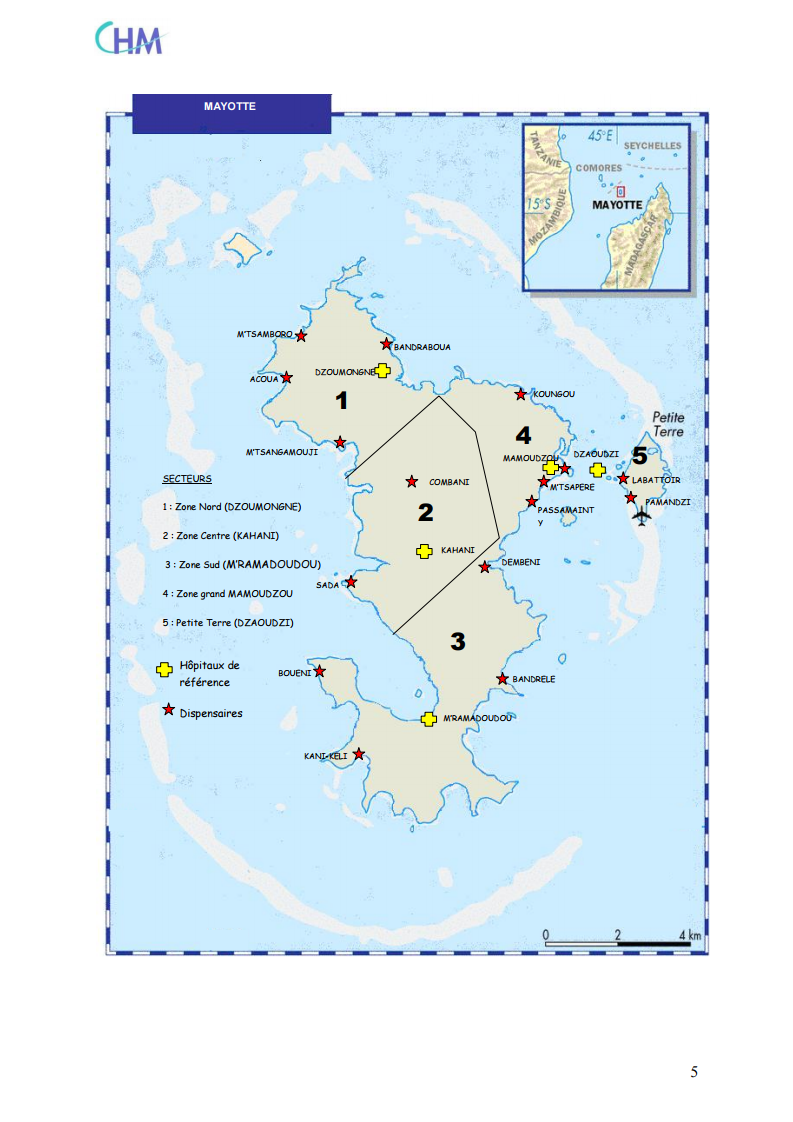 CHM
MAYOTTE
45°E
TANZANIE
SEYCHELLES
COMORES
15°S
MAYOTTE
MOZAMBIQUE
MADAGASCAR
M'TSAMBORO
BANDRABOUA
DZOUMONGNE
ACOUA
1
KOUNGOU
Petite
Terre
4
M'TSANGAMOUJI
MAMOUDZOU
DZAOUDZI
5
SECTEURS
COMBANI
M'TSAPERE
LABATTOIR
PAMANDZI
1 : Zone Nord (DZOUMONGNE)
2
PASSAMAINT
Y
2 : Zone Centre (KAHANI)
KAHANI
3 : Zone Sud (M'RAMADOUDOU)
DEMBENI
SADA
4 : Zone grand MAMOUDZOU
5 : Petite Terre (DZAOUDZI)
3
Hôpitaux de
référence
BOUENI
BANDRELE
Dispensaires
M'RAMADOUDOU
KANI-KELI
0 2 4 km
5